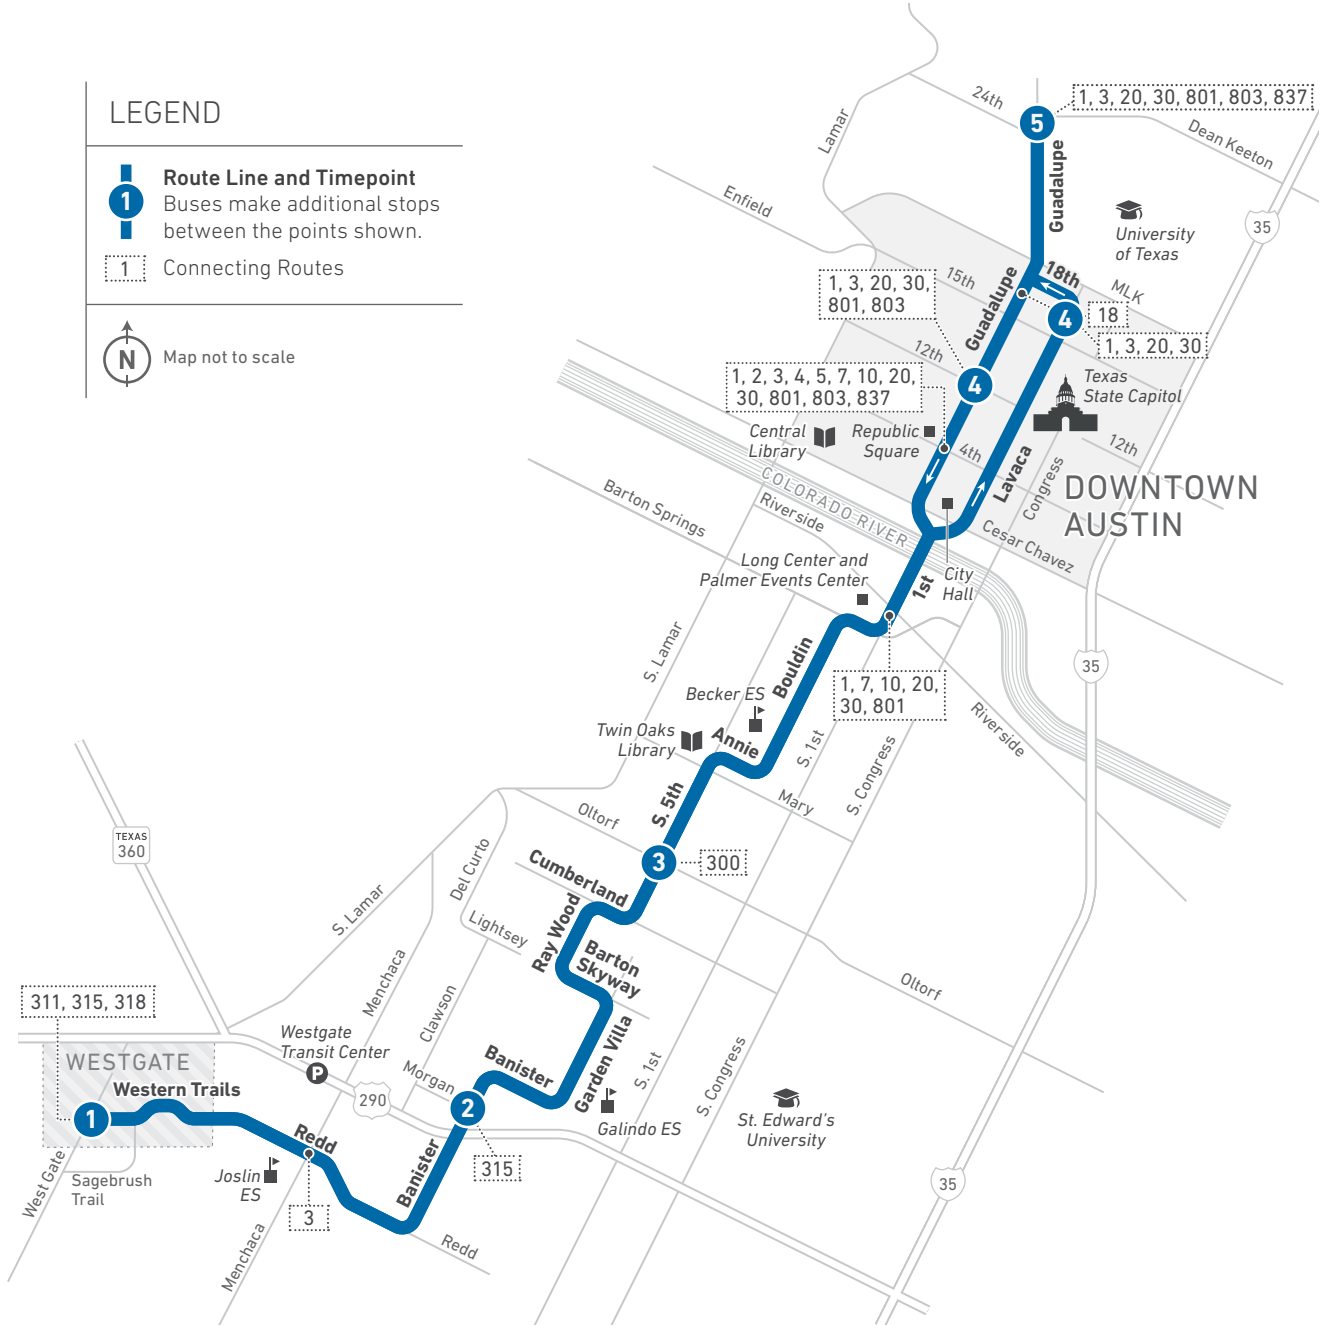 LEGEND
1
Route Line and Timepoint
Buses make additional stops
between the points shown.
1
Connecting Routes
N
Map not to scale
24th
5
1, 3, 20, 30, 801, 803, 837
Dean Keeton
Lamar
Guadalupe
Enfield
University
of Texas
35
1, 3, 20, 30,
801, 803
15th
Guadalupe
18th
MLK
4
18
1, 3, 20, 30
12th
4
1, 2, 3, 4, 5, 7, 10, 20,
30, 801, 803, 837
Texas
State Capitol
Central
Library
Republic
Square
4th
12th
Lavaca
Congress
DOWNTOWN
AUSTIN
COLORADO RIVER
Barton Springs
Riverside
Cesar Chavez
Long Center and
Palmer Events Center
1st
City
Hall
S. Lamar
Bouldin
35
1, 7, 10, 20,
30, 801
Becker ES
Riverside
Twin Oaks
Library
Annie
S. 1st
S. Congress
Mary
S. 5th
Oltorf
TEXAS
360
3
300
Del Curto
Cumberland
S. Lamar
Ray Wood
Lightsey
Barton
Skyway
Menchaca
Oltorf
311, 315, 318
Clawson
Westgate
Transit Center
P
WESTGATE
Western Trails
Banister
Garden Villa
S. 1st
S. Congress
Morgan
290
1
2
Galindo ES
St. Edward's
University
Redd
Banister
315
Joslin
ES
West Gate
Sagebrush
Trail
35
3
Menchaca
Redd